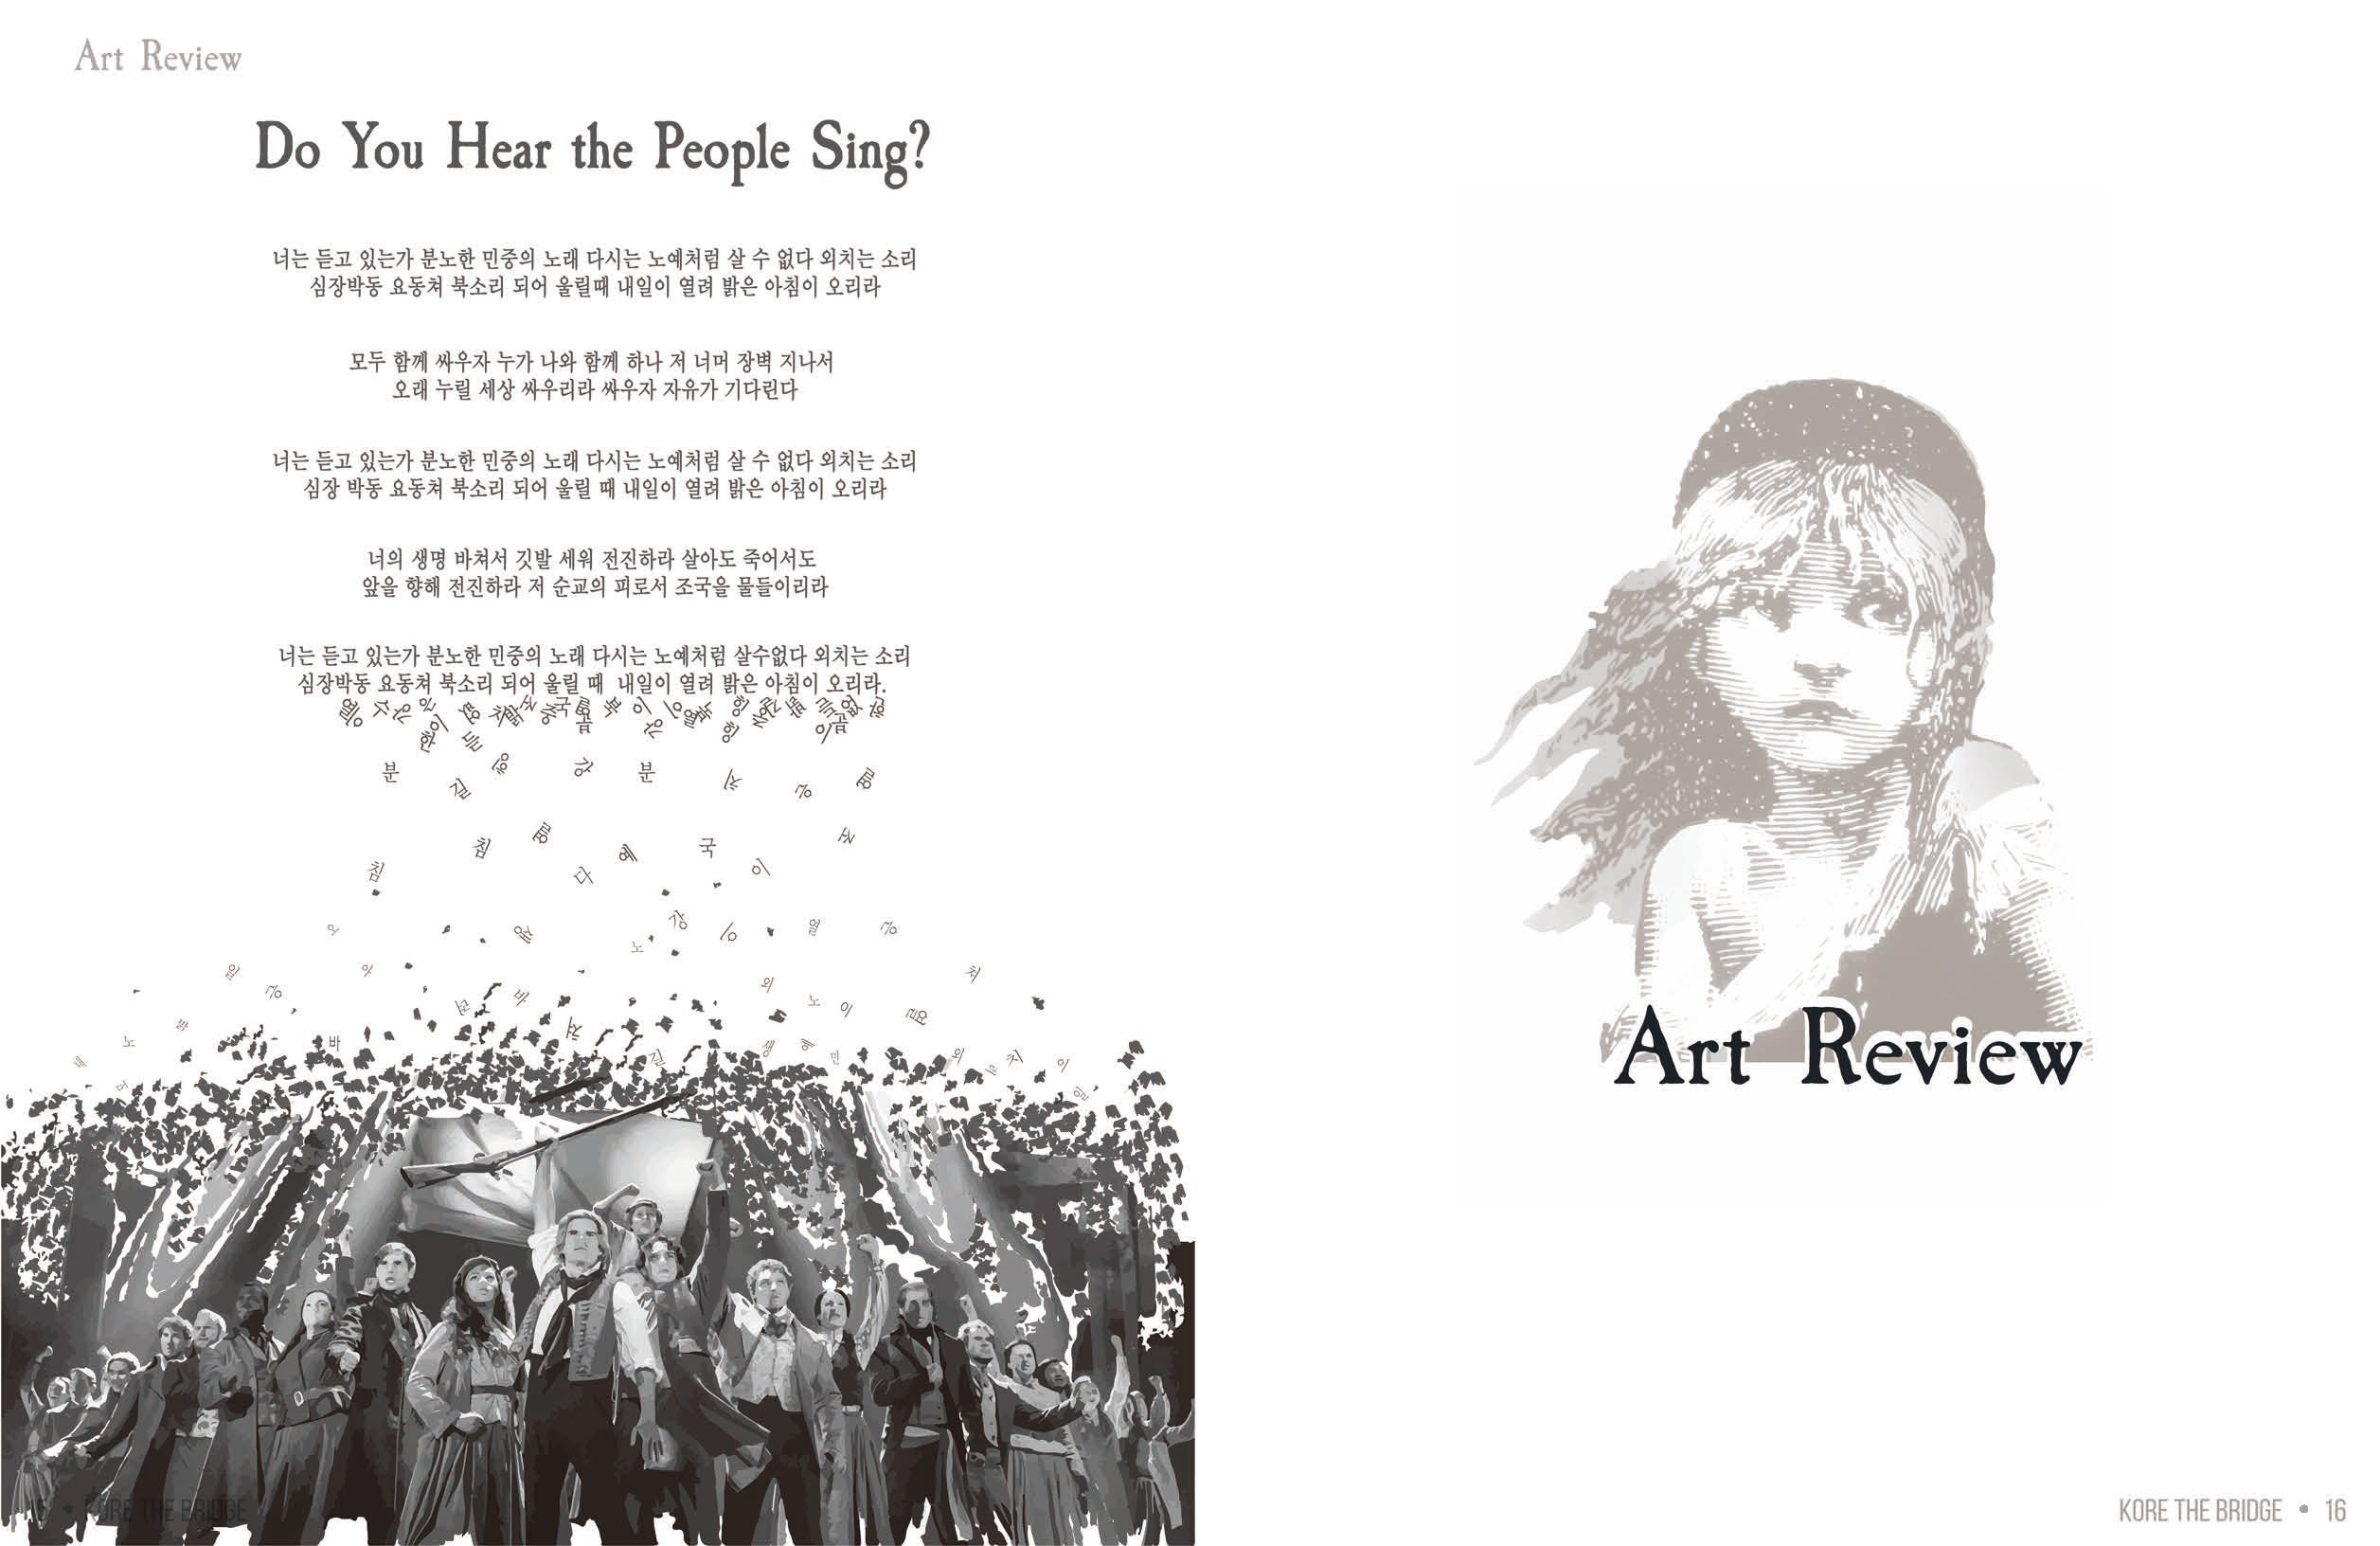 Art Review
Do You Hear the People Sing?
너는 듣고 있는가 분노한 민중의 노래 다시는 노예처럼 살 수 없다 외치는 소리
심장박동 요동쳐 북소리 되어 울릴때 내일이 열려 밝은 아침이 오리라
모두 함께 싸우자 누가 나와 함께 하나 저 너머 장벽 지나서
오래 누릴 세상 싸우리라 싸우자 자유가 기다린다
너는 듣고 있는가 분노한 민중의 노래 다시는 노예처럼 살 수 없다 외치는 소리
심장 박동 요동쳐 북소리 되어 울릴 때 내일이 열려 밝은 아침이 오리라
너의 생명 바쳐서 깃발 세워 전진하라 살아도 죽어서도
앞을 향해 전진하라 저 순교의 피로서 조국을 물들이리라
너는 듣고 있는가 분노한 민중의 노래 다시는 노예처럼 살수없다 외치는 소리
심장박동 요동쳐 북소리 되어 울릴 때 내일이 열려 밝은 아침이 오리라.
분 길 강 분
침 다 예 국 이
KORE THE BRIDGE
Art Review
KORE THE BRIDGE • 16